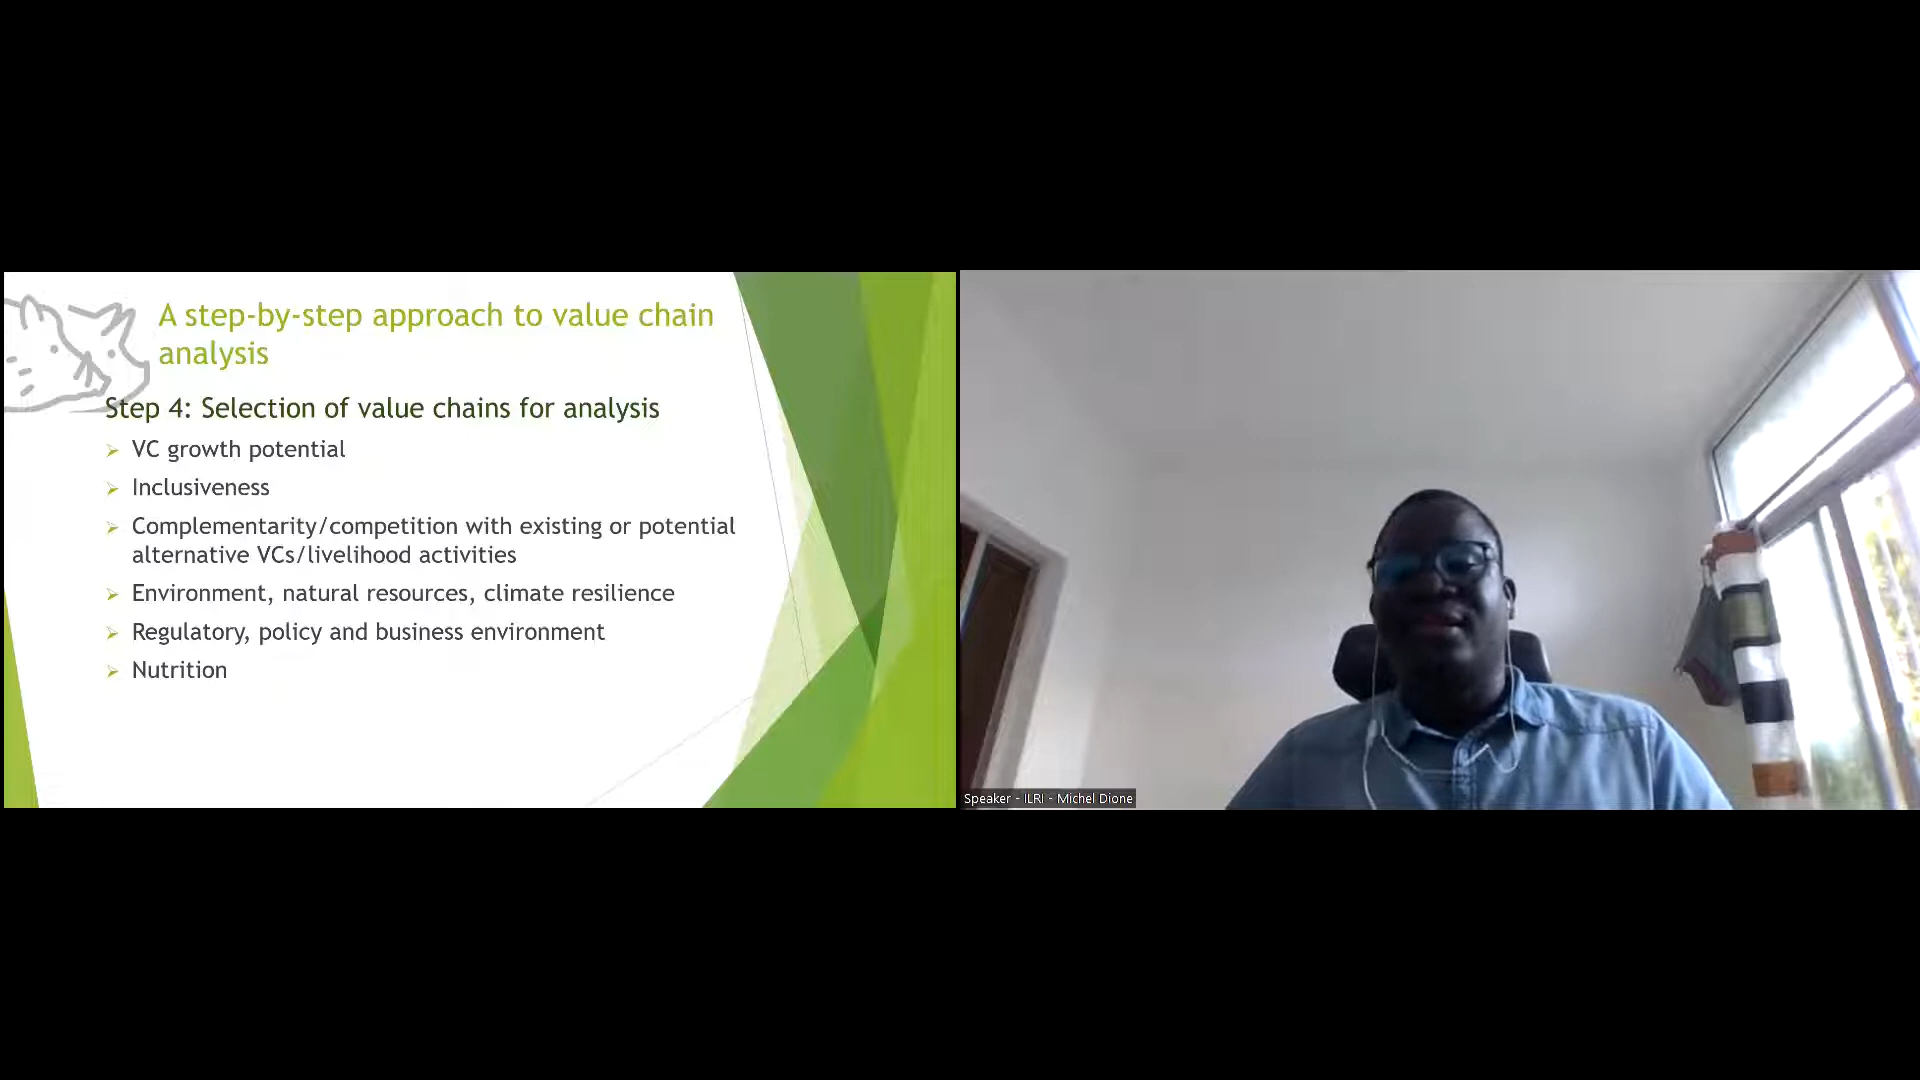 A step-by-step approach to value chain
analysis
Step 4: Selection of value chains for analysis
VC growth potential
Inclusiveness
Complementarity/competition with existing or potential
alternative VCs/livelihood activities
Environment, natural resources, climate resilience
Regulatory, policy and business environment
Nutrition
Speaker - ILRI - Michel Dione